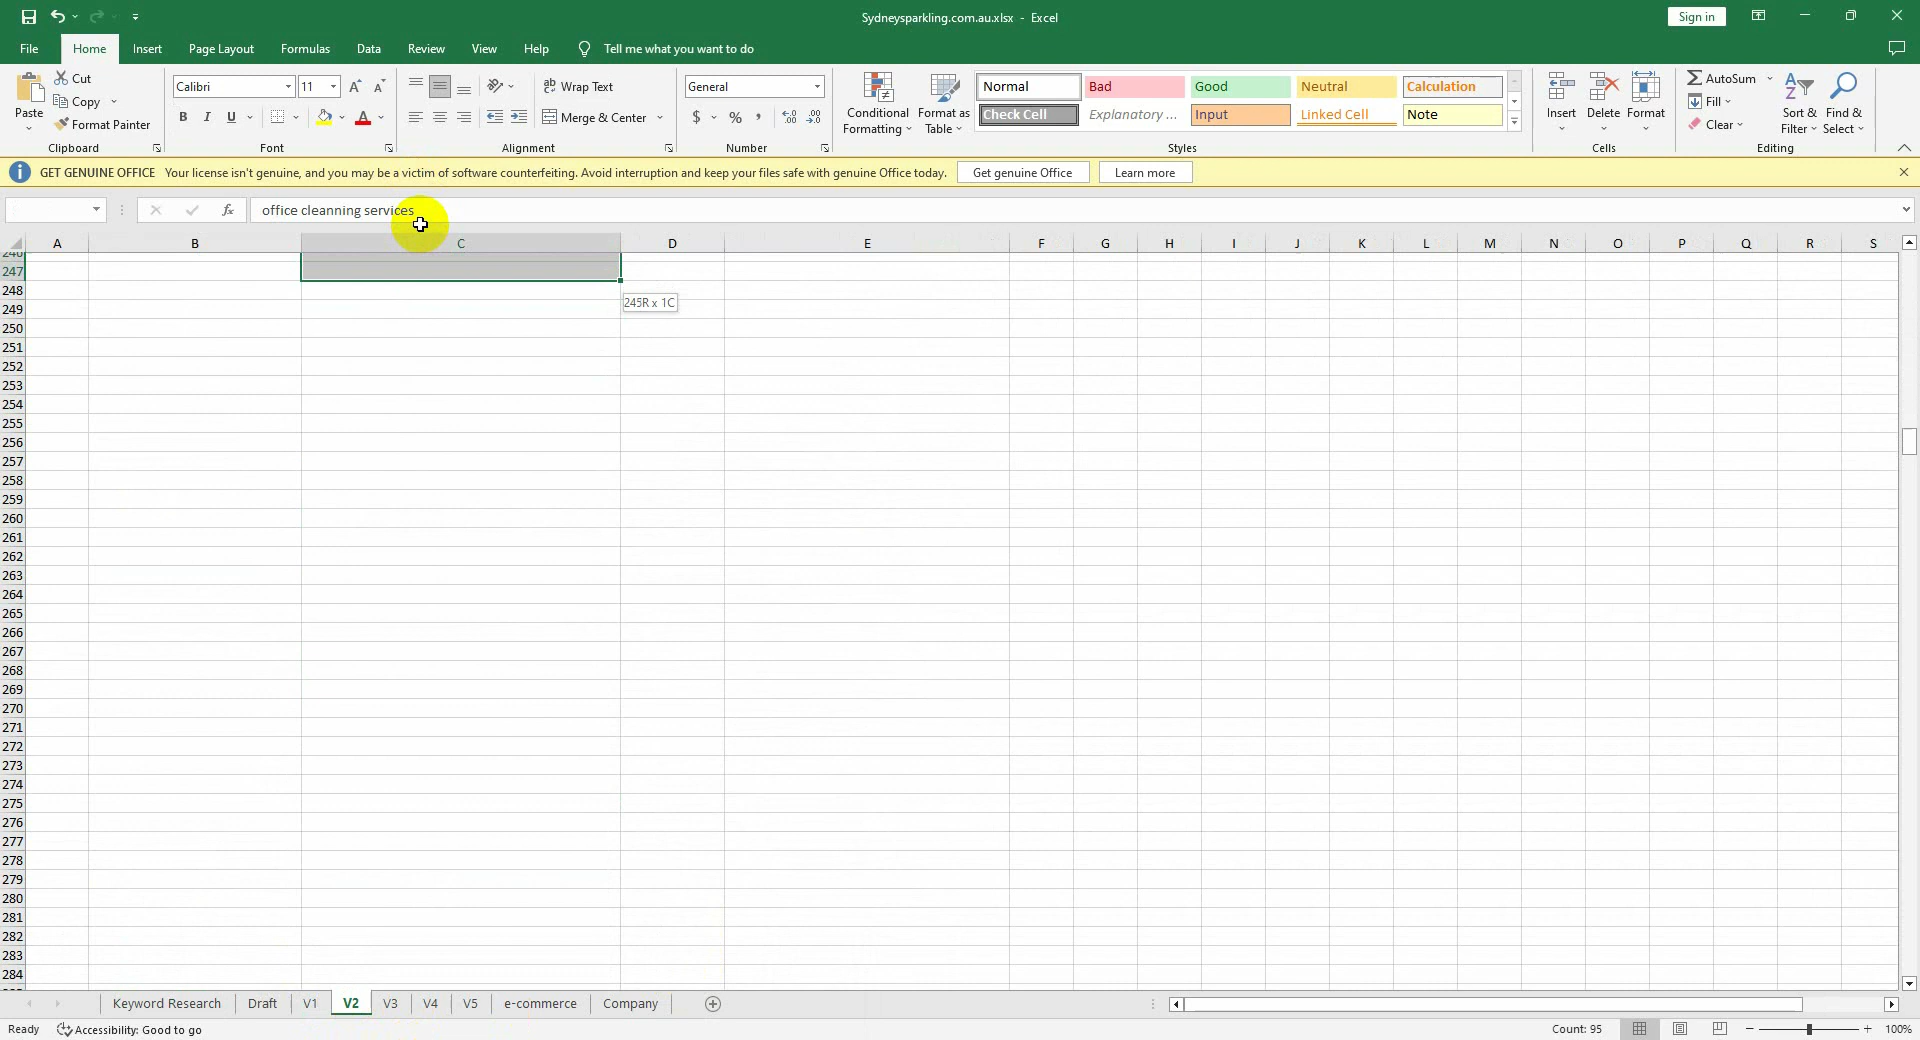 Sydneysparkling.com.au.xlsx - Excel
Sign in
File Home Insert Page Layout Formulas Data Review View Help Tell me what you want to do
Paste
Cut
Copy
Format Painter
Clipboard
Calibri 11
B I U
Font
Wrap Text
Merge & Center
Alignment
General
$ % ,
Number
Conditional Formatting
Format as Table
Normal Bad Good Neutral Calculation
Check Cell Explanatory ... Input Linked Cell Note
Styles
Insert Delete Format
Cells
AutoSum
Fill
Clear
Sort & Filter
Find & Select
Editing
GET GENUINE OFFICE Your license isn't genuine, and you may be a victim of software counterfeiting. Avoid interruption and keep your files safe with genuine Office today. Get genuine Office Learn more
fx office cleanning services
A B C D E F G H I J K L M N O P Q R S
246
247
248
245R x 1C
249
250
251
252
253
254
255
256
257
258
259
260
261
262
263
264
265
266
267
268
269
270
271
272
273
274
275
276
277
278
279
280
281
282
283
284
Keyword Research Draft V1 V2 V3 V4 V5 e-commerce Company
Ready Accessibility: Good to go Count: 95 100%